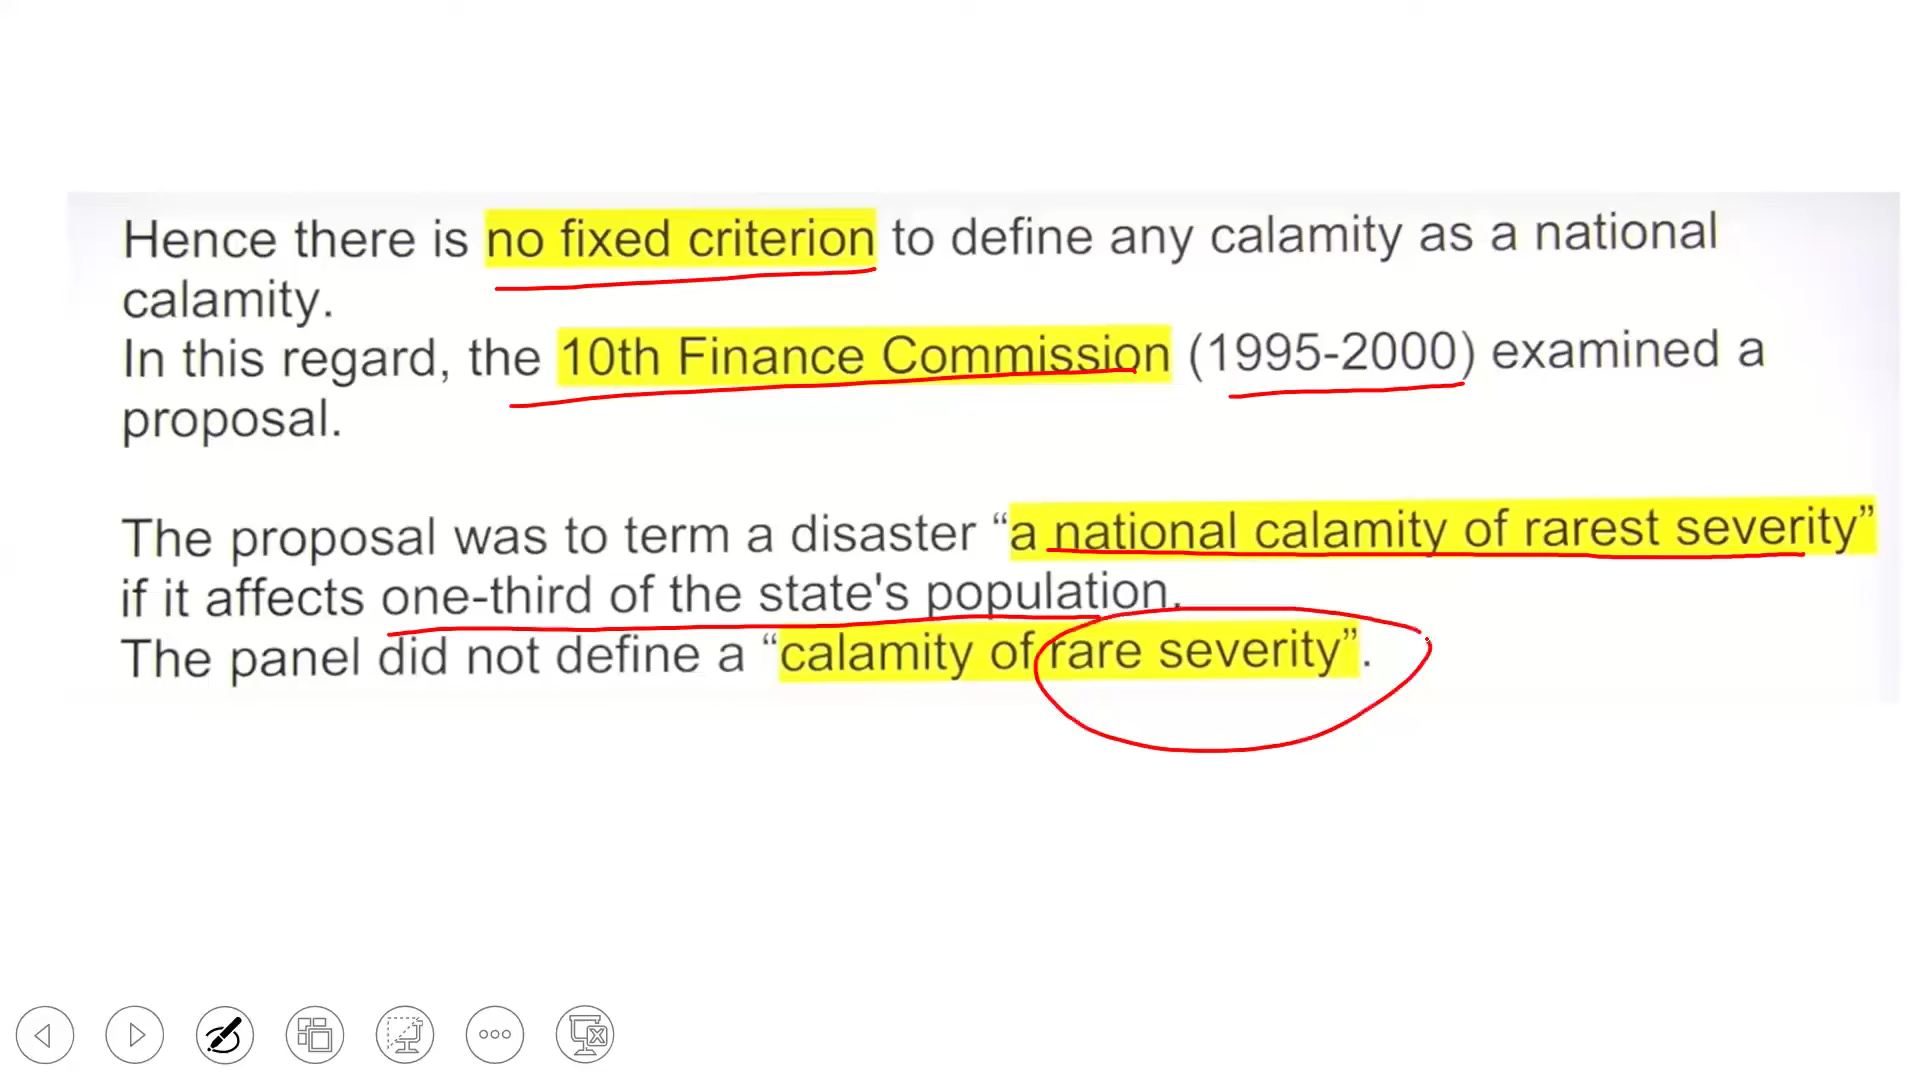 Hence there is no fixed criterion to define any calamity as a national
calamity.
In this regard, the 10th Finance Commission (1995-2000) examined a
proposal.
The proposal was to term a disaster “a national calamity of rarest severity”
if it affects one-third of the state's population.
The panel did not define a “calamity of rare severity”.